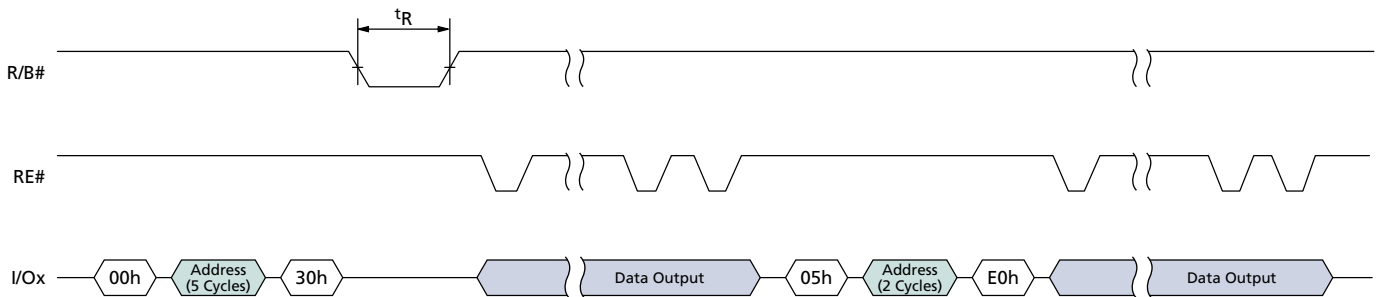 tR
R/B#
RE#
I/Ox
00h
Address
(5 Cycles)
30h
Data Output
05h
Address
(2 Cycles)
E0h
Data Output